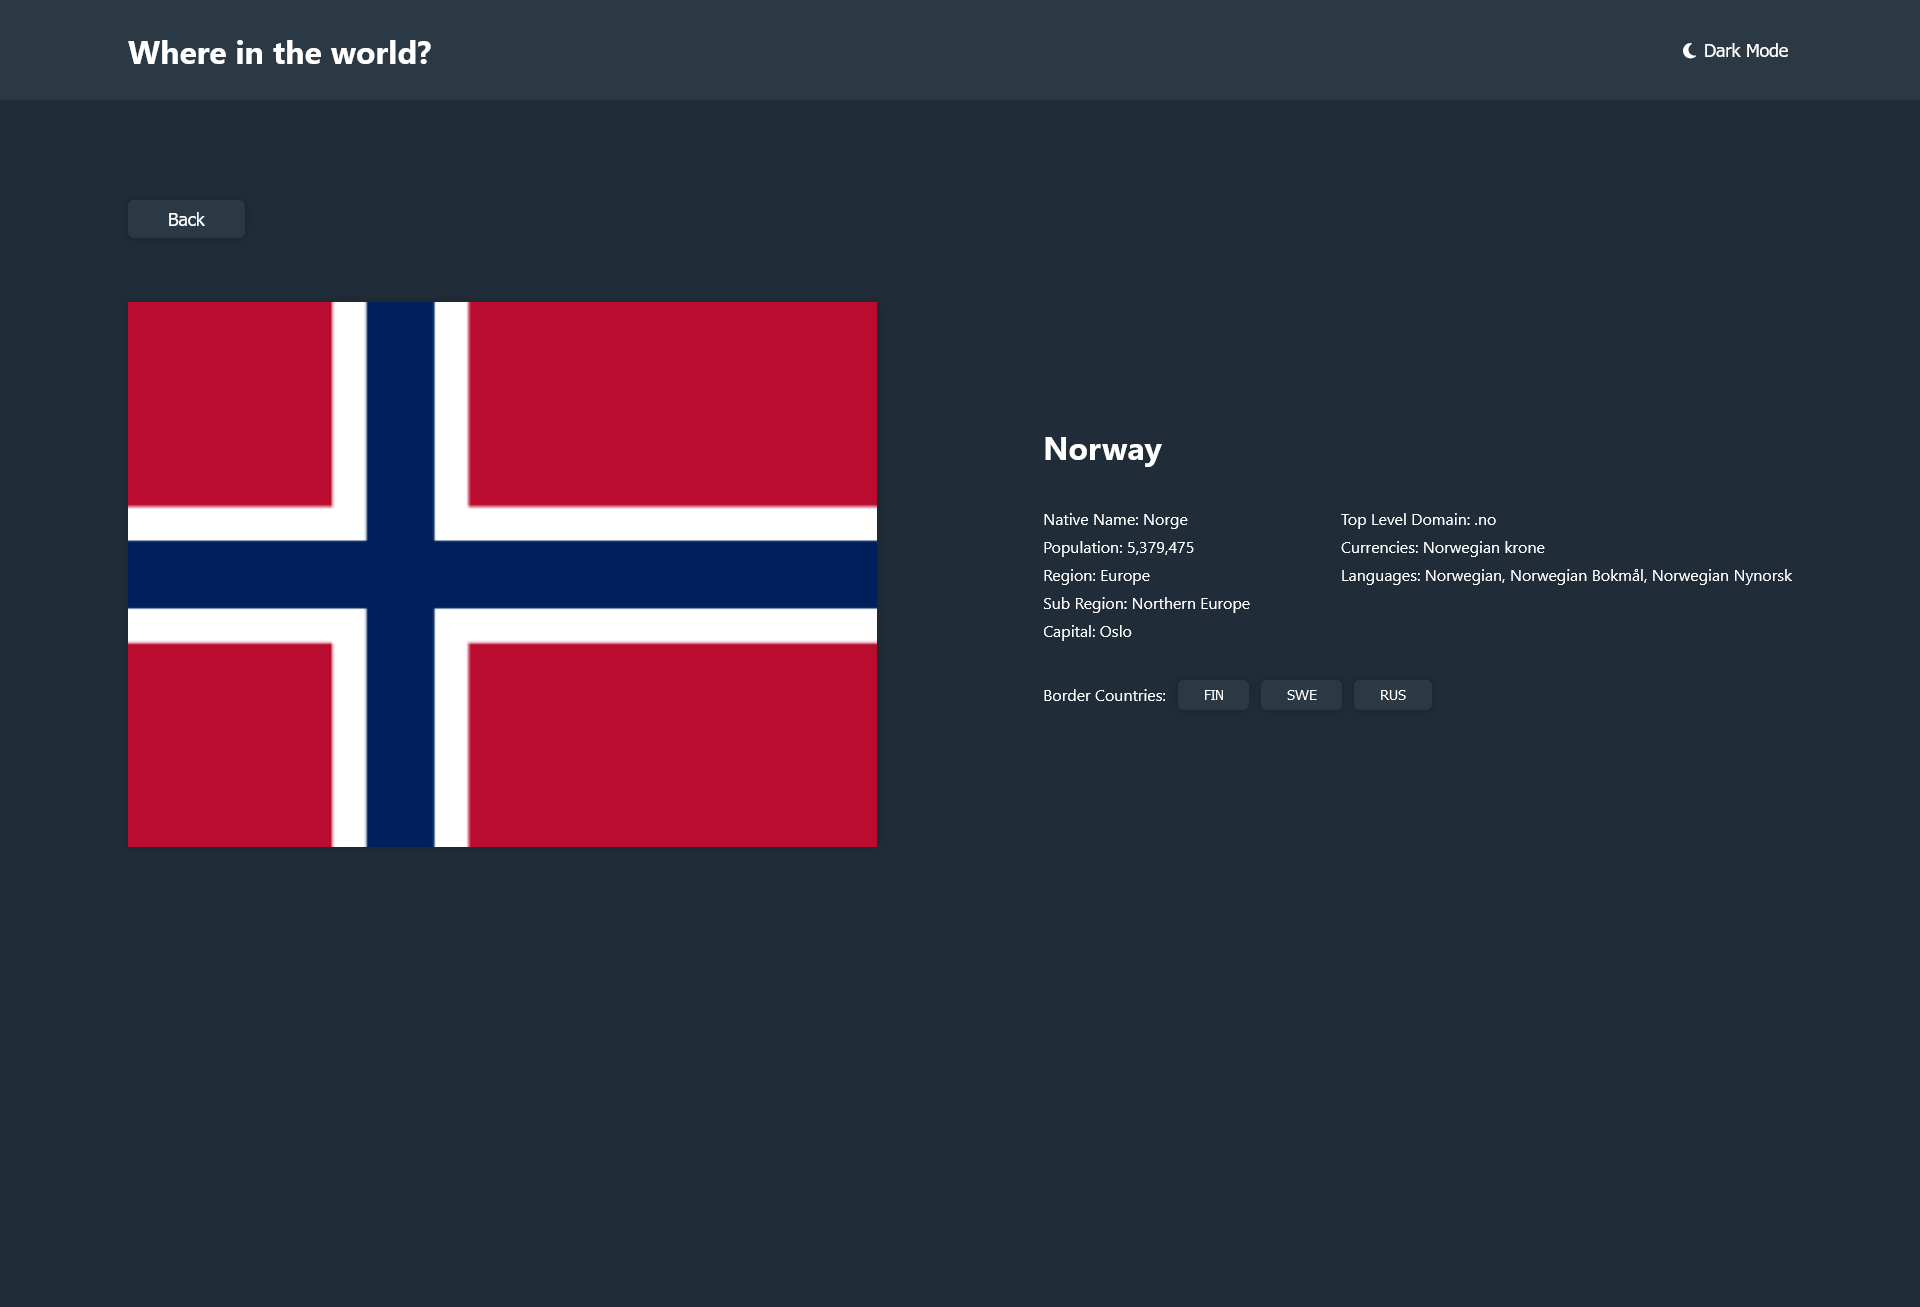 Where in the world?
Dark Mode
Back
Norway
Native Name: Norge
Population: 5,379,475
Region: Europe
Sub Region: Northern Europe
Capital: Oslo
Top Level Domain: .no
Currencies: Norwegian krone
Languages: Norwegian, Norwegian Bokmål, Norwegian Nynorsk
Border Countries: FIN SWE RUS